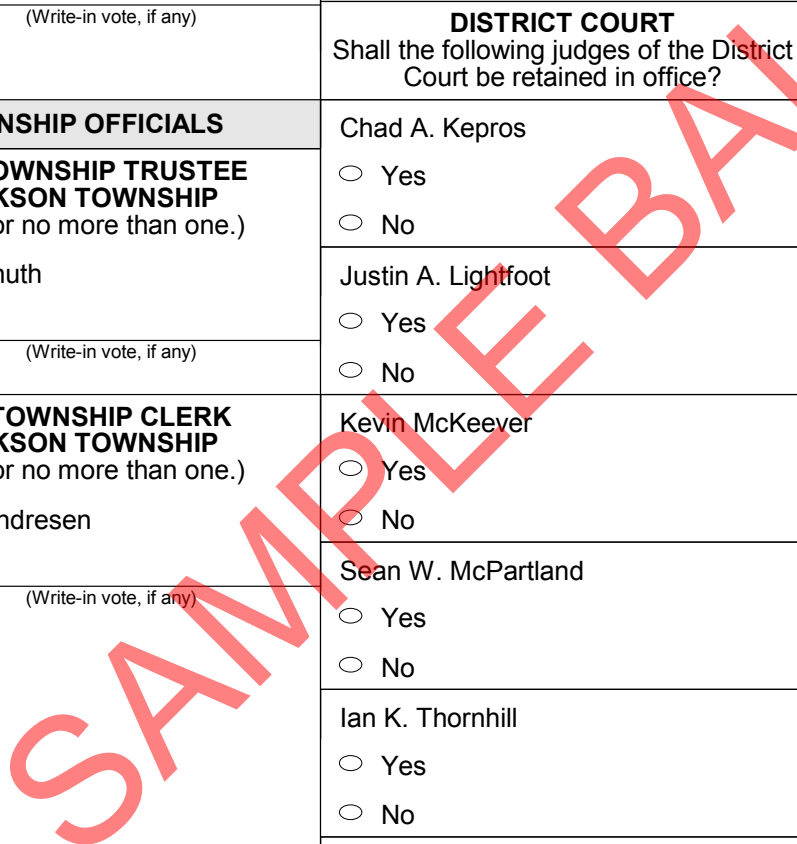 (Write-in vote, if any)
NSHIP OFFICIALS
OWNSHIP TRUSTEE
KSON TOWNSHIP
or no more than one.)
nuth
(Write-in vote, if any)
TOWNSHIP CLERK
KSON TOWNSHIP
or no more than one.)
ndresen
(Write-in vote, if any)
DISTRICT COURT
Shall the following judges of the District
Court be retained in office?
Chad A. Kepros
Yes
No
Justin A. Lightfoot
Yes
No
Kevin McKeever
Yes
No
Sean W. McPartland
Yes
No
Ian K. Thornhill
Yes
No
SAMPLE BAL